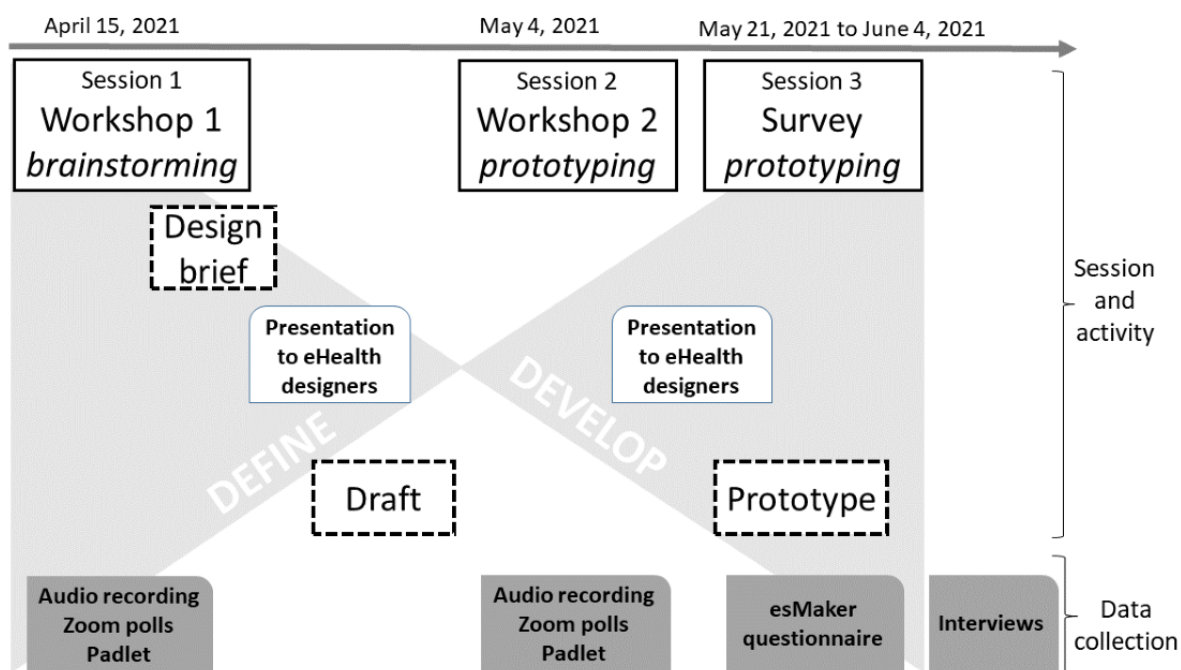 April 15, 2021
May 4, 2021
May 21, 2021 to June 4, 2021
Session 1
Workshop 1
brainstorming
Session 2
Workshop 2
prototyping
Session 3
Survey
prototyping
Design
brief
Presentation
to eHealth
designers
Presentation
to eHealth
designers
DEFINE
DEVELOP
Draft
Prototype
Session
and
activity
Audio recording
Zoom polls
Padlet
Audio recording
Zoom polls
Padlet
esMaker
questionnaire
Interviews
Data
collection